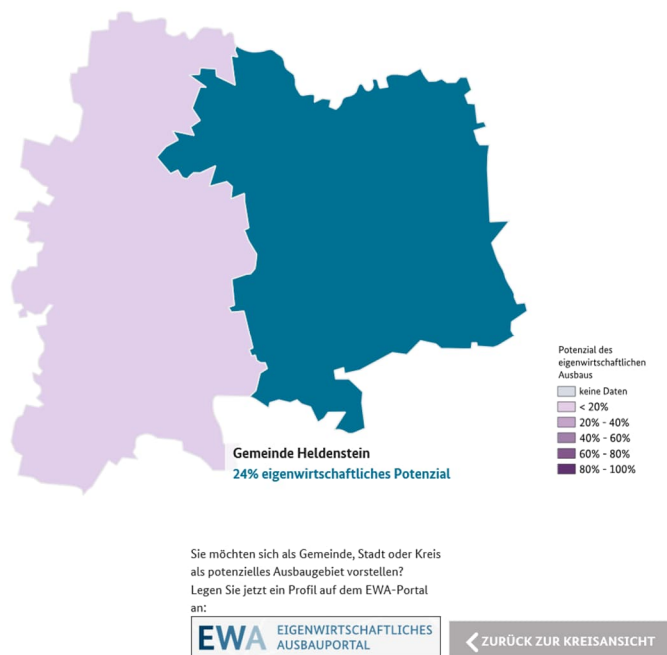 Potenzial des
eigenwirtschaftlichen
Ausbaus
keine Daten
< 20%
20% - 40%
40% - 60%
60% - 80%
80% - 100%
Gemeinde Heldenstein
24% eigenwirtschaftliches Potenzial
Sie möchten sich als Gemeinde, Stadt oder Kreis
als potenzielles Ausbaugebiet vorstellen?
Legen Sie jetzt ein Profil auf dem EWA-Portal
an:
EWA EIGENWIRTSCHAFTLICHES
AUSBAUPORTAL
ZURÜCK ZUR KREISANSICHT